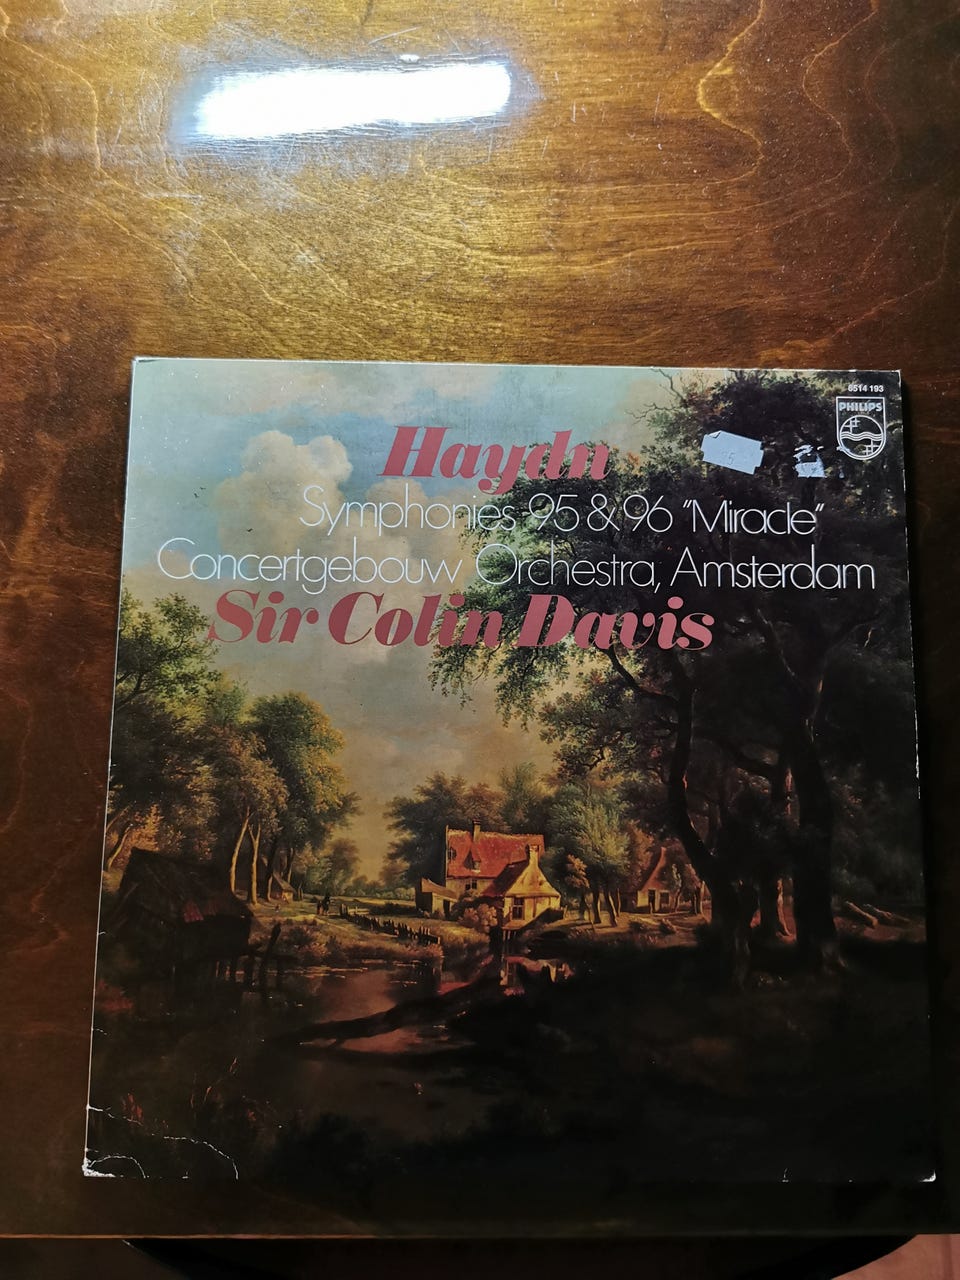 6514 193
PHILIPS
Haydn
Symphonies 95 & 96 "Miracle"
Concertgebouw Orchestra, Amsterdam
Sir Colin Davis